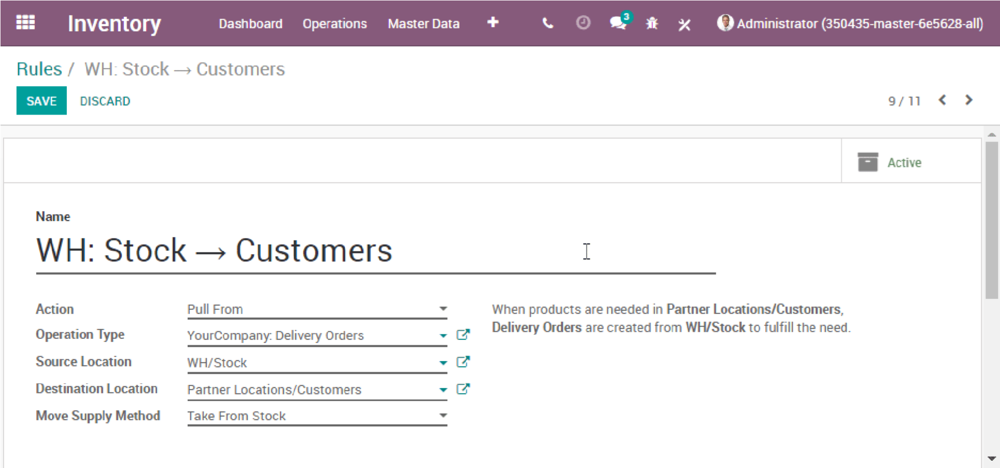 Inventory Dashboard Operations Master Data 3 Administrator (350435-master-6e5628-all)
Rules / WH: Stock → Customers
SAVE DISCARD 9 / 11
Active
Name
WH: Stock → Customers
Action Pull From
Operation Type YourCompany: Delivery Orders
Source Location WH/Stock
Destination Location Partner Locations/Customers
Move Supply Method Take From Stock
When products are needed in Partner Locations/Customers,
Delivery Orders are created from WH/Stock to fulfill the need.